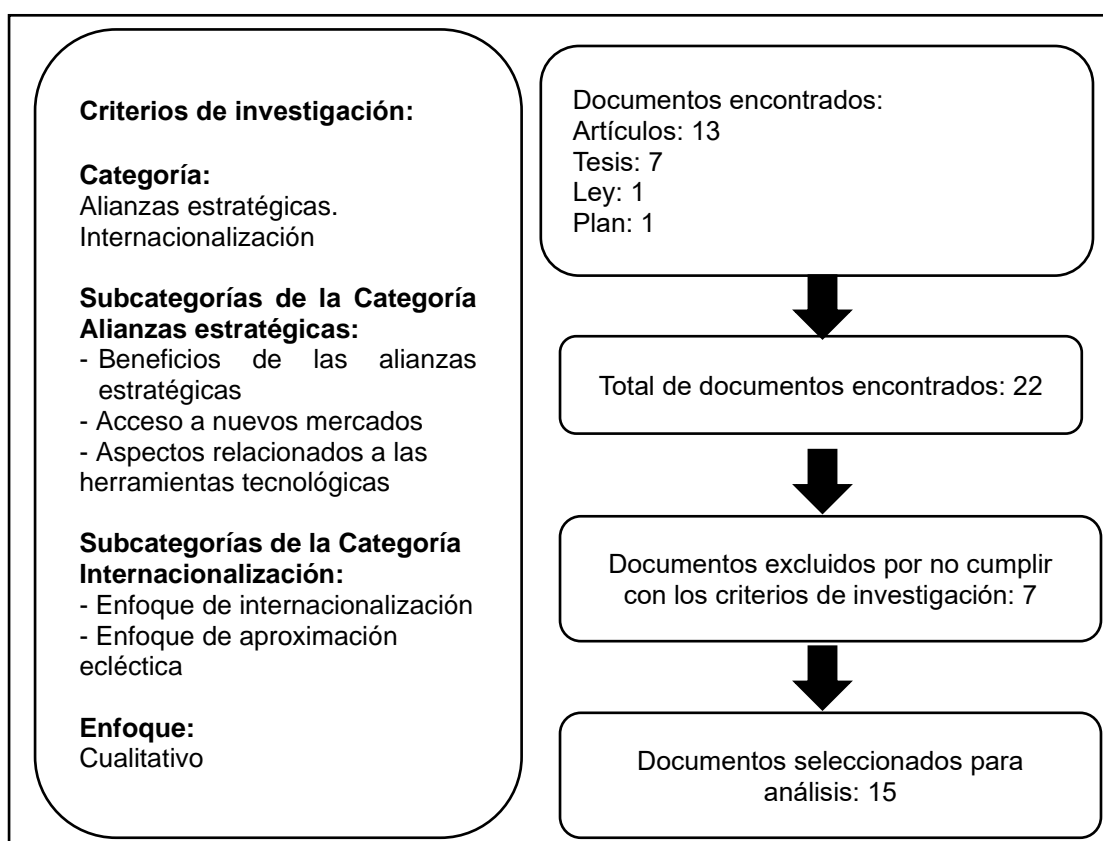 Criterios de investigación:
Categoría:
Alianzas estratégicas.
Internacionalización
Subcategorías de la Categoría
Alianzas estratégicas:
- Beneficios de las alianzas
estratégicas
- Acceso a nuevos mercados
- Aspectos relacionados a las
herramientas tecnológicas
Subcategorías de la Categoría
Internacionalización:
- Enfoque de internacionalización
- Enfoque de aproximación
ecléctica
Enfoque:
Cualitativo
Documentos encontrados:
Artículos: 13
Tesis: 7
Ley: 1
Plan: 1
Total de documentos encontrados: 22
Documentos excluidos por no cumplir
con los criterios de investigación: 7
Documentos seleccionados para
análisis: 15